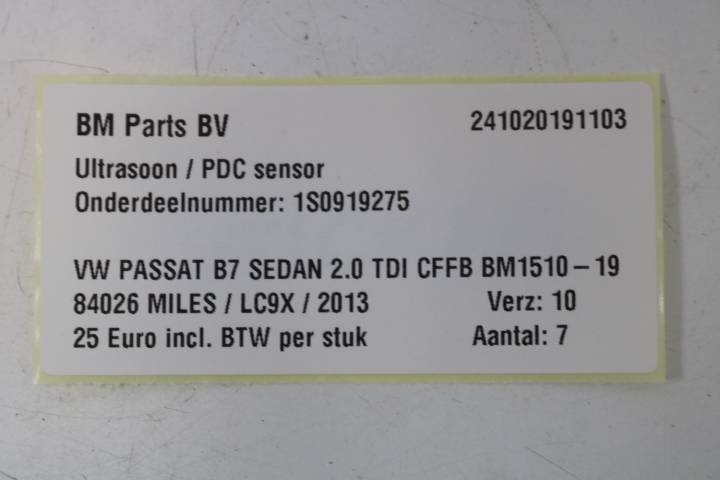 BM Parts BV 241020191103
Ultrasoon / PDC sensor
Onderdeelnummer: 1S0919275
VW PASSAT B7 SEDAN 2.0 TDI CFFB BM1510 – 19
84026 MILES / LC9X / 2013 Verz: 10
25 Euro incl. BTW per stuk Aantal: 7